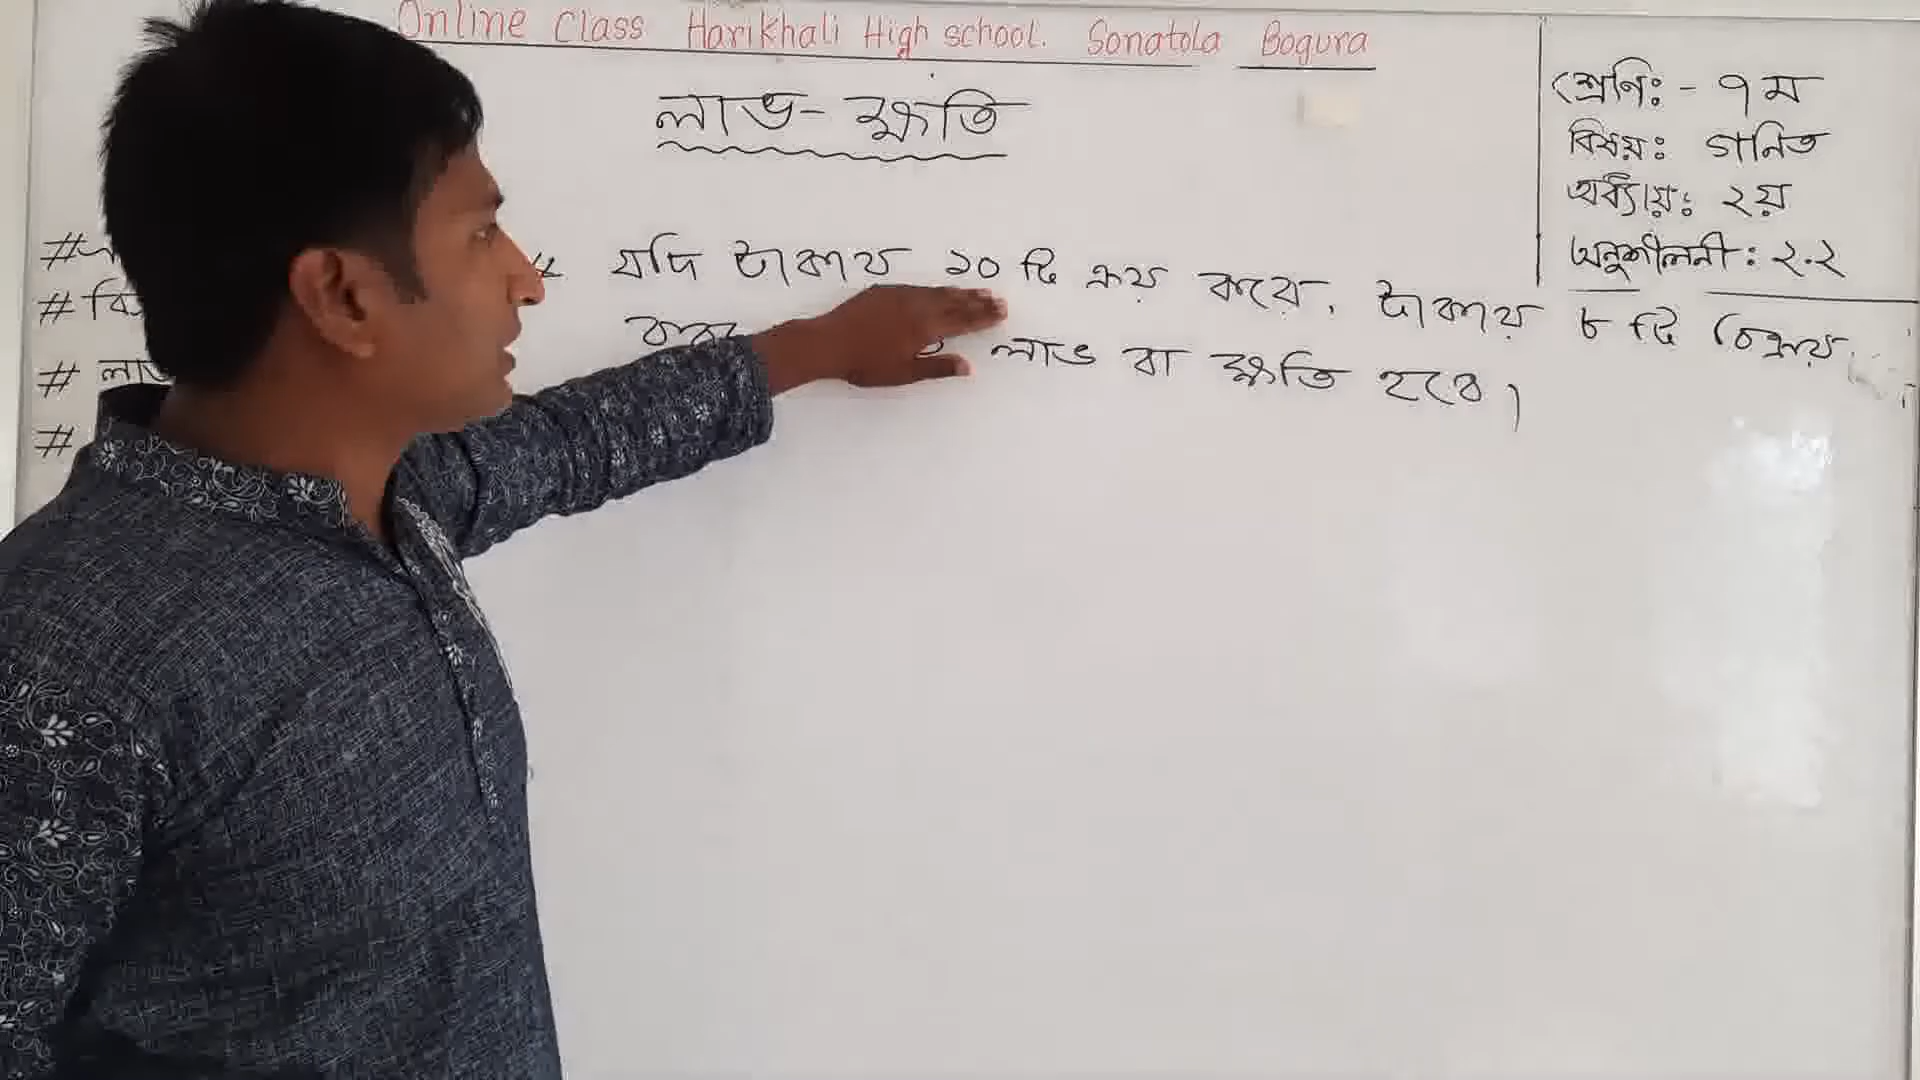 Online Class Harikhali High school. Sonatola Bogura
লাভ- ক্ষতি
শ্রেণিঃ - ৭ম
বিষয়ঃ গনিত
অধ্যায়ঃ ২য়
অনুশীলনী: ২.২
# যদি টাকায় ১০ টি ক্রয় করে, টাকায় ৮ টি বিক্রয়
লাভ বা ক্ষতি হবে।
#
# বি
# লাভ
#